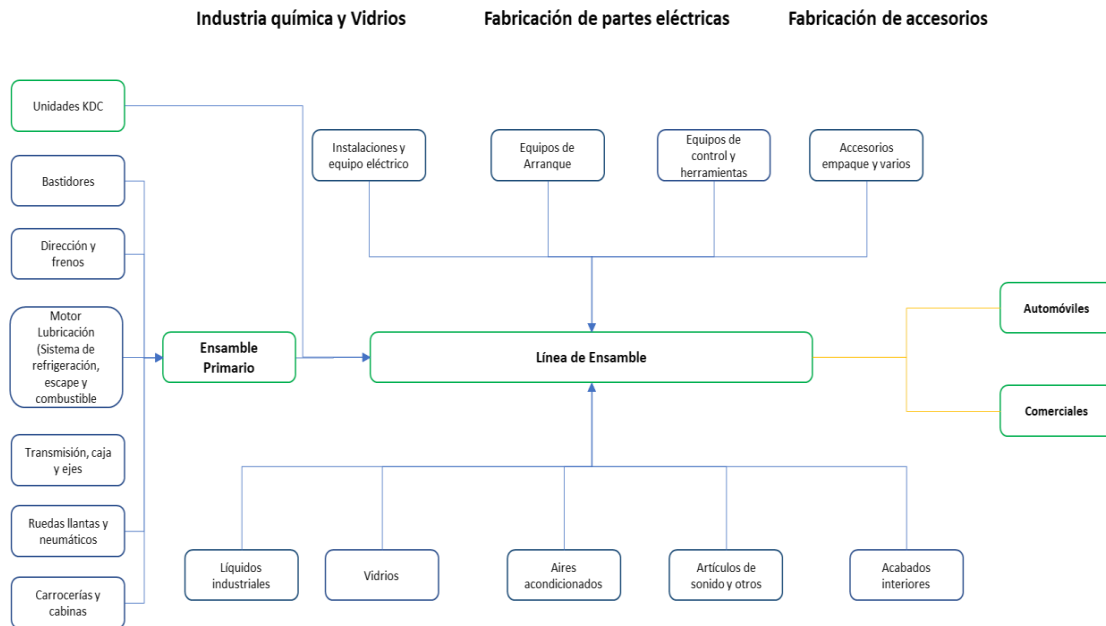 Industria química y Vidrios
Fabricación de partes eléctricas
Fabricación de accesorios
Unidades KDC
Bastidores
Dirección y
frenos
Motor
Lubricación
(Sistema de
refrigeración,
escape y
combustible
Transmisión, caja
y ejes
Ruedas llantas y
neumáticos
Carrocerías y
cabinas
Ensamble
Primario
Instalaciones y
equipo eléctrico
Equipos de
Arranque
Equipos de
control y
herramientas
Accesorios
empaque y varios
Línea de Ensamble
Líquidos
industriales
Vidrios
Aires
acondicionados
Artículos de
sonido y otros
Acabados
interiores
Automóviles
Comerciales